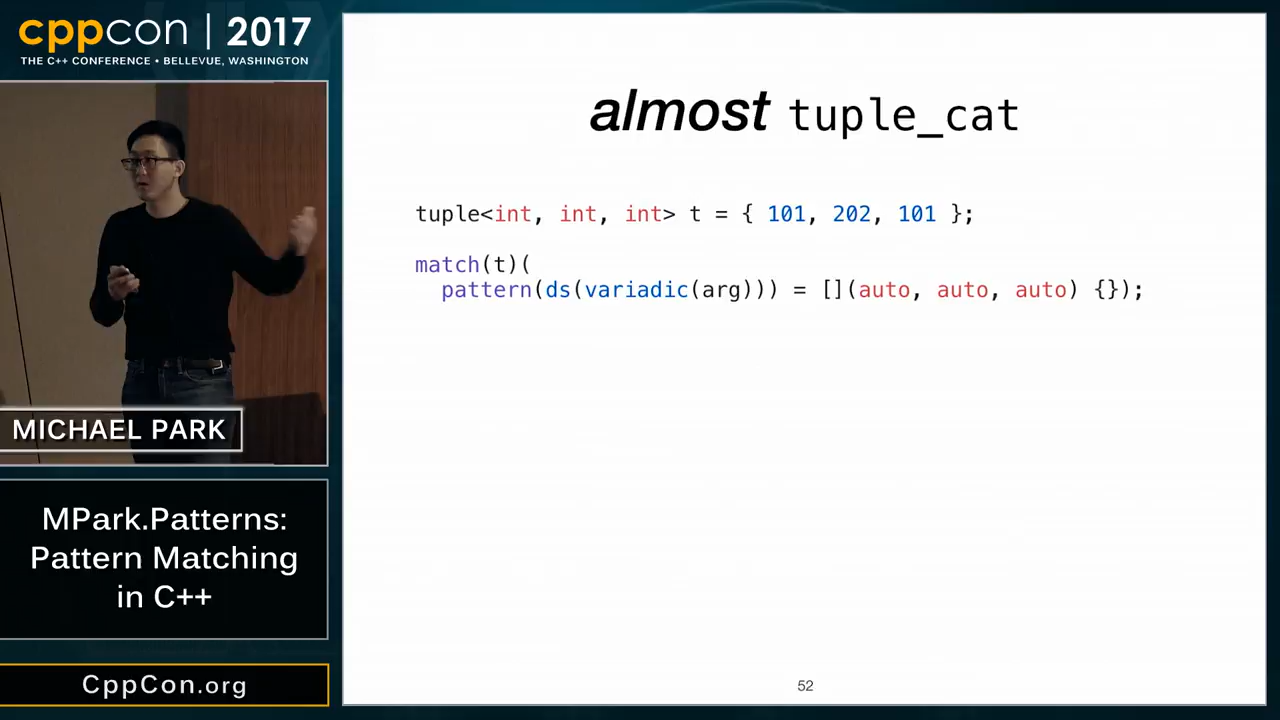 cppcon | 2017
THE C++ CONFERENCE • BELLEVUE, WASHINGTON
almost tuple_cat
tuple<int, int, int> t = { 101, 202, 101 };
match(t)(
pattern(ds(variadic(arg))) = [](auto, auto, auto) {});
52
MICHAEL PARK
MPark.Patterns:
Pattern Matching
in C++
CppCon.org